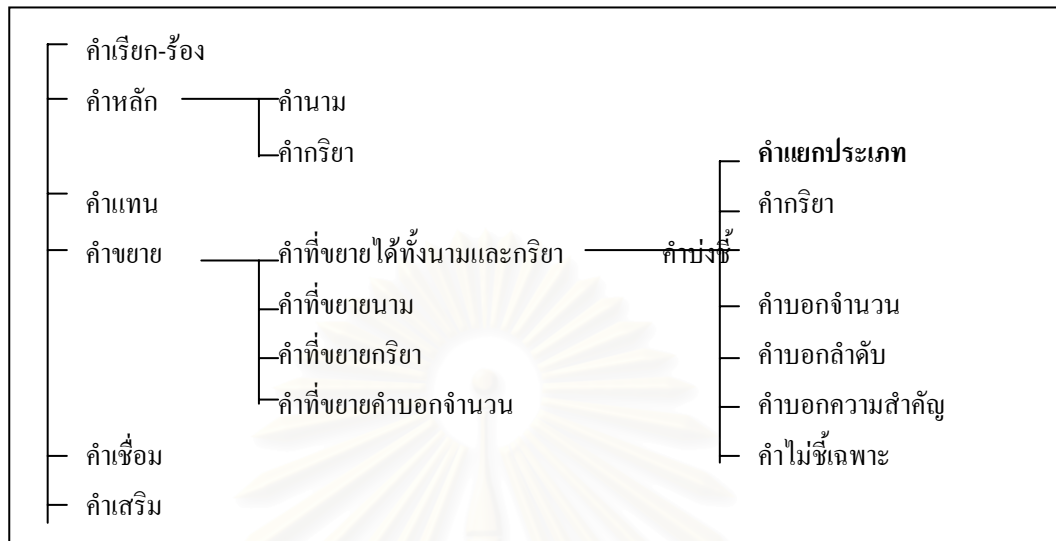 คำเรียก-ร้อง
คำหลัก คำนาม
คำกริยา คำแยกประเภท
คำแทน คำกริยา
คำขยาย คำที่ขยายได้ทั้งนามและกริยา คำบ่งชี้
คำที่ขยายนาม คำบอกจำนวน
คำที่ขยายกริยา คำบอกลำดับ
คำที่ขยายคำบอกจำนวน คำบอกความสำคัญ
คำเชื่อม คำไม่ชี้เฉพาะ
คำเสริม